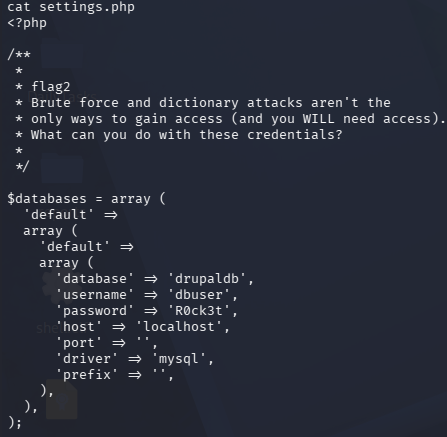 cat settings.php
<?php
/**
 *
 * flag2
 * Brute force and dictionary attacks aren't the
 * only ways to gain access (and you WILL need access).
 * What can you do with these credentials?
 *
 */
$databases = array (
  'default' =>
  array (
    'default' =>
    array (
      'database' => 'drupaldb',
      'username' => 'dbuser',
      'password' => 'R0ck3t',
      'host' => 'localhost',
      'port' => '',
      'driver' => 'mysql',
      'prefix' => '',
    ),
  ),
);